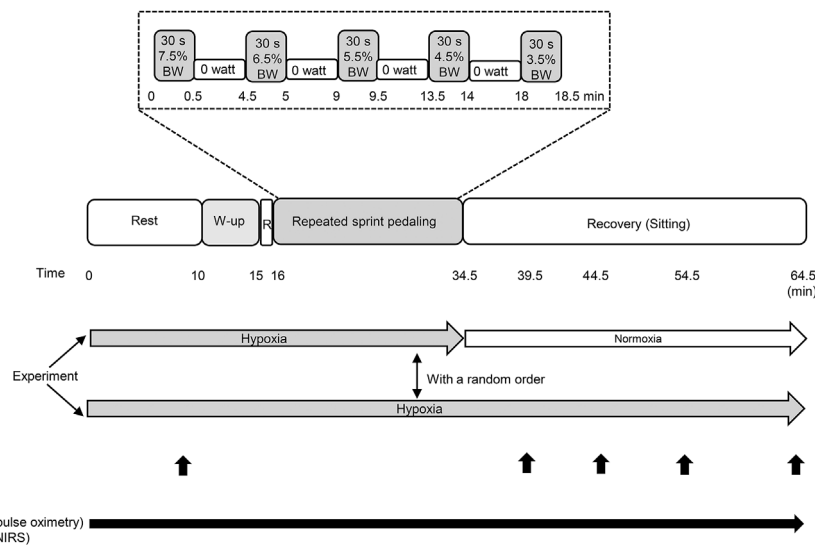 30 s 30 s 30 s 30 s 30 s
7.5% 6.5% 5.5% 4.5% 3.5%
BW 0 watt BW 0 watt BW 0 watt BW 0 watt BW
0 0.5 4.5 5 9 9.5 13.5 14 18 18.5 min
Rest W-up R Repeated sprint pedaling Recovery (Sitting)
Time 0 10 15 16 34.5 39.5 44.5 54.5 64.5
(min)
Hypoxia Normoxia
Experiment With a random order
Hypoxia
pulse oximetry)
NIRS)